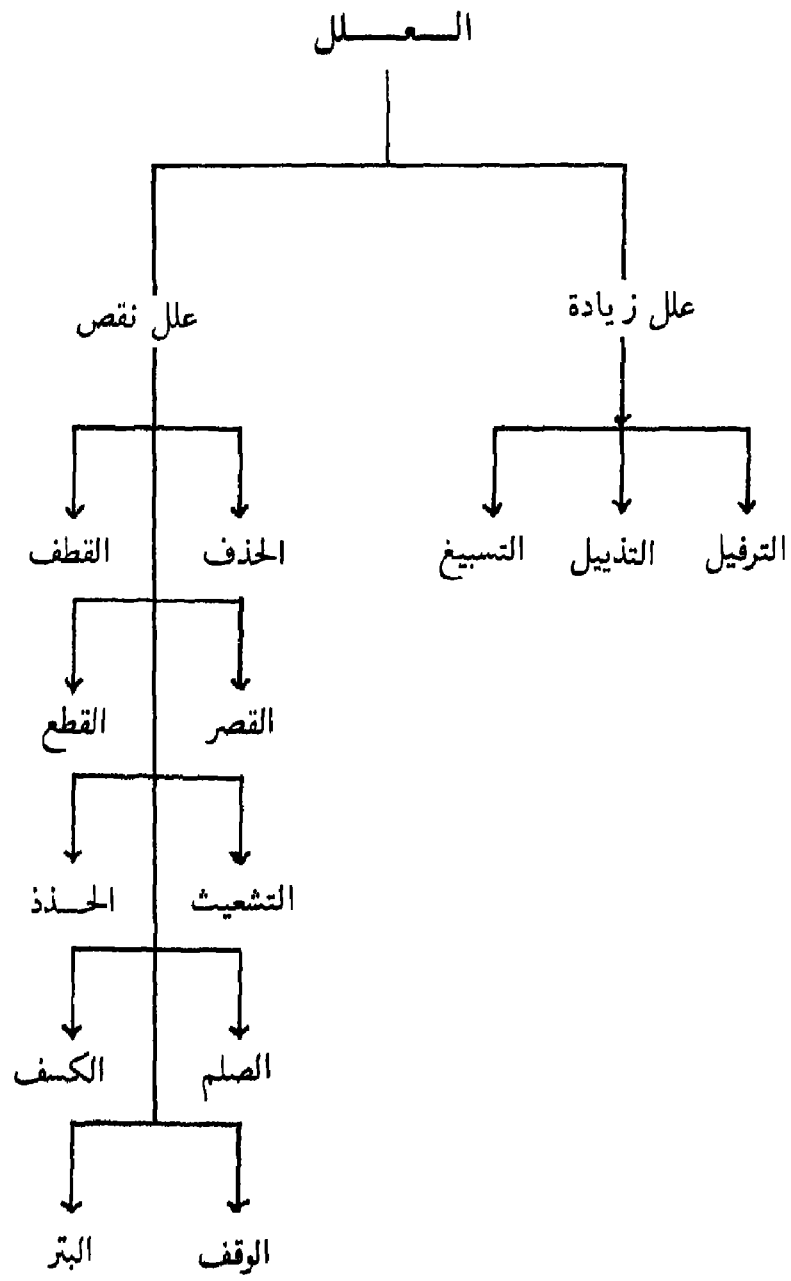 العلل
علل زيادة
علل نقص
الترفيل التذييل التسبيغ
الحذف القطف
القصر القطع
التشعيث الحذذ
الصلم الكسف
الوقف البتر